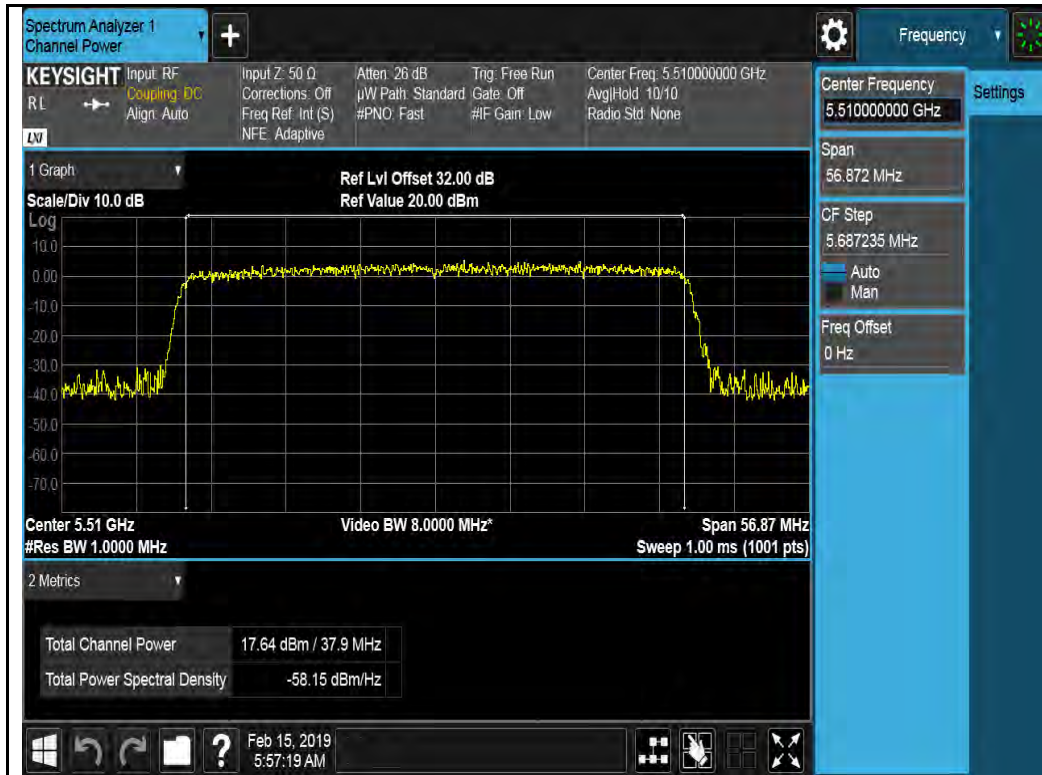 Spectrum Analyzer 1
Channel Power
+
Frequency
KEYSIGHT
RL
LXI
Input: RF
Coupling: DC
Align: Auto
Input Z: 50 Ω
Corrections: Off
Freq Ref: Int (S)
NFE: Adaptive
Atten: 26 dB
µW Path: Standard
#PNO: Fast
Trig: Free Run
Gate: Off
#IF Gain: Low
Center Freq: 5.510000000 GHz
Avg|Hold: 10/10
Radio Std: None
Center Frequency
5.510000000 GHz
Settings
Span
56.872 MHz
CF Step
5.687235 MHz
Auto
Man
Freq Offset
0 Hz
1 Graph
Scale/Div 10.0 dB
Ref Lvl Offset 32.00 dB
Ref Value 20.00 dBm
Log
10.0
0.00
-10.0
-20.0
-30.0
-40.0
-50.0
-60.0
-70.0
Center 5.51 GHz
#Res BW 1.0000 MHz
Video BW 8.0000 MHz*
Span 56.87 MHz
Sweep 1.00 ms (1001 pts)
2 Metrics
Total Channel Power 17.64 dBm / 37.9 MHz
Total Power Spectral Density -58.15 dBm/Hz
?
Feb 15, 2019
5:57:19 AM